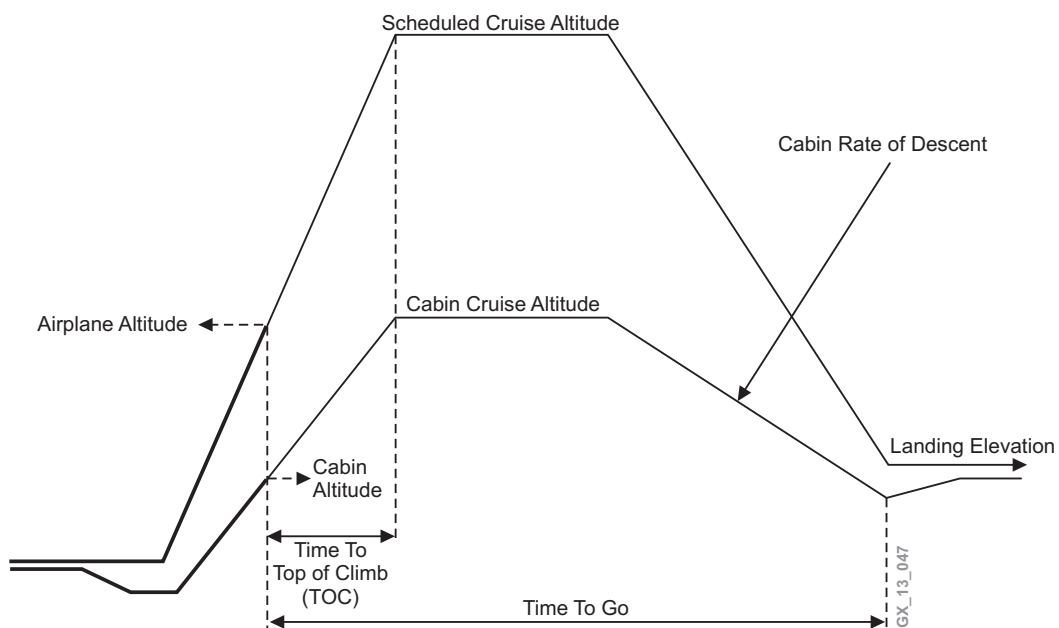 Scheduled Cruise Altitude
Cabin Rate of Descent
Cabin Cruise Altitude
Airplane Altitude
Landing Elevation
Cabin
Altitude
Time To
Top of Climb
(TOC)
Time To Go
GX_13_047